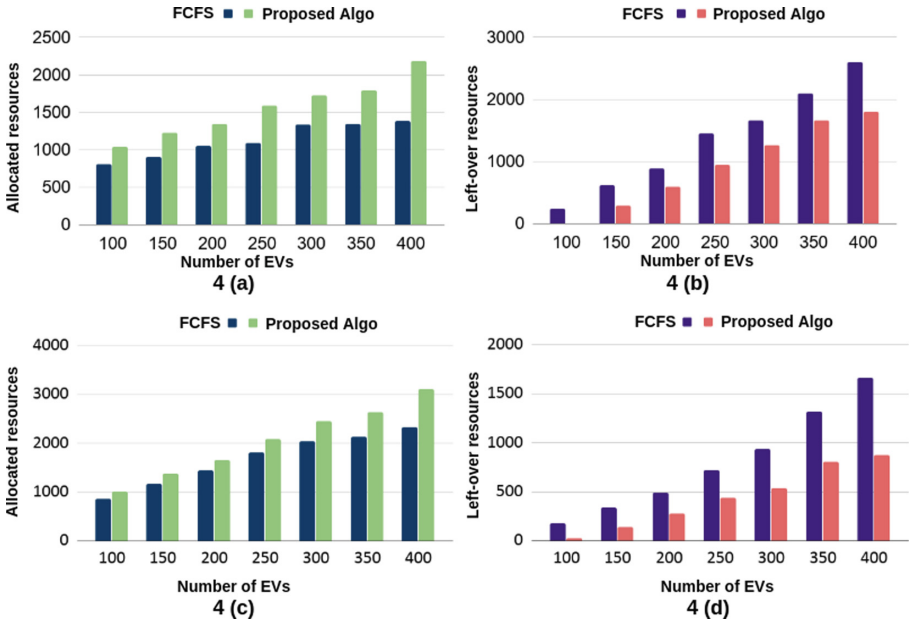 FCFS Proposed Algo
Allocated resources
2500
2000
1500
1000
500
0
100 150 200 250 300 350 400
Number of EVs
4 (a)
FCFS Proposed Algo
Left-over resources
3000
2000
1000
0
100 150 200 250 300 350 400
Number of EVs
4 (b)
FCFS Proposed Algo
Allocated resources
4000
3000
2000
1000
0
100 150 200 250 300 350 400
Number of EVs
4 (c)
FCFS Proposed Algo
Left-over resources
2000
1500
1000
500
0
100 150 200 250 300 350 400
Number of EVs
4 (d)